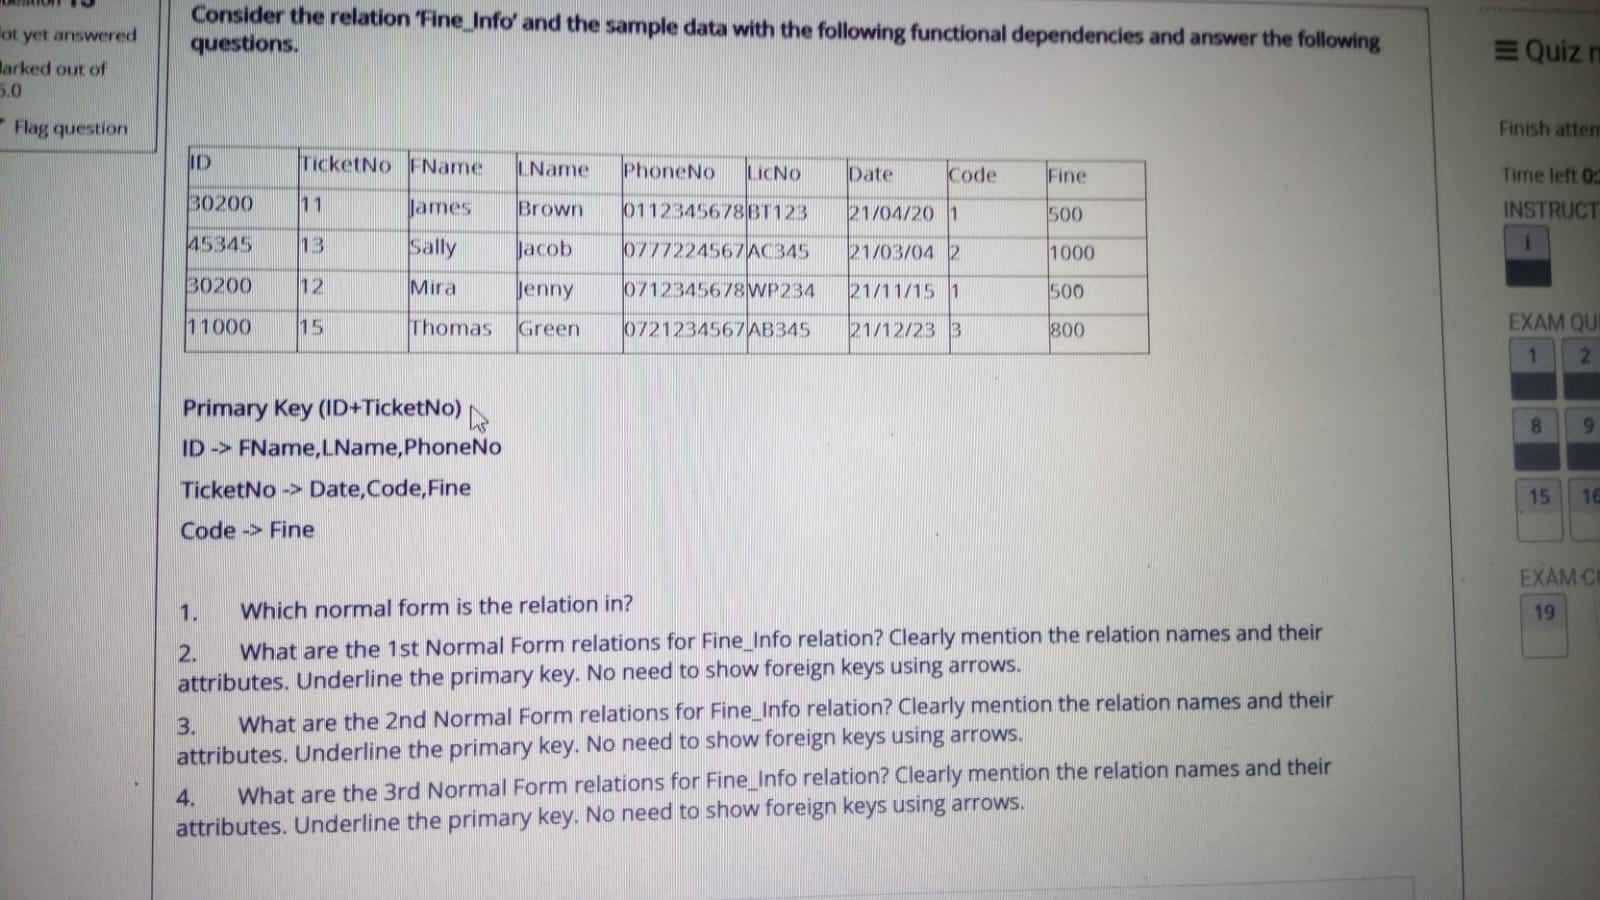 ot yet answered
arked out of
5.0
Flag question
Consider the relation 'Fine_Info' and the sample data with the following functional dependencies and answer the following
questions.
ID TicketNo FName LName PhoneNo LicNo Date Code Fine
30200 11 James Brown 0112345678 BT123 21/04/20 1 500
45345 13 Sally Jacob 0777224567 AC345 21/03/04 2 1000
30200 12 Mira Jenny 0712345678 WP234 21/11/15 1 500
11000 15 Thomas Green 0721234567 AB345 21/12/23 3 800
Primary Key (ID+TicketNo)
ID -> FName,LName,PhoneNo
TicketNo -> Date,Code,Fine
Code -> Fine
1. Which normal form is the relation in?
2. What are the 1st Normal Form relations for Fine_Info relation? Clearly mention the relation names and their
attributes. Underline the primary key. No need to show foreign keys using arrows.
3. What are the 2nd Normal Form relations for Fine_Info relation? Clearly mention the relation names and their
attributes. Underline the primary key. No need to show foreign keys using arrows.
4. What are the 3rd Normal Form relations for Fine_Info relation? Clearly mention the relation names and their
attributes. Underline the primary key. No need to show foreign keys using arrows.
Quiz n
Finish attem
Time left 0:
INSTRUCT
i
EXAM QU
1 2
8 9
15 16
EXAM C
19